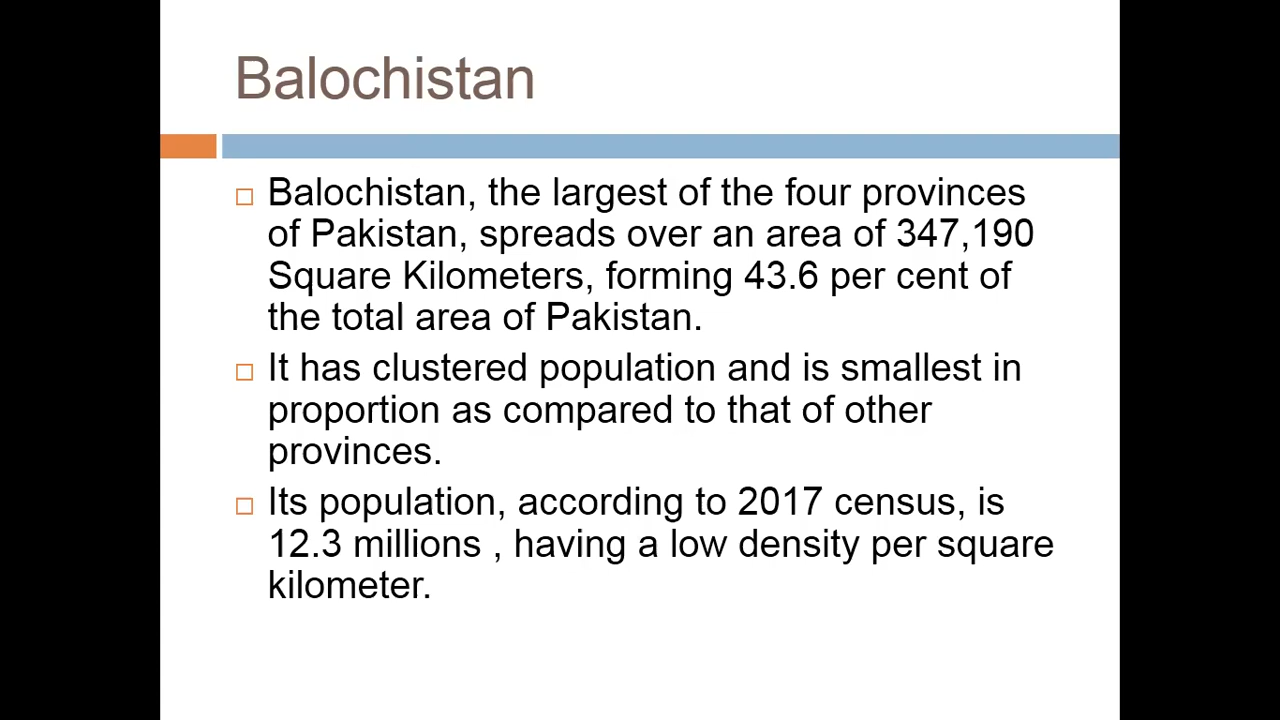 Balochistan
Balochistan, the largest of the four provinces
of Pakistan, spreads over an area of 347,190
Square Kilometers, forming 43.6 per cent of
the total area of Pakistan.
It has clustered population and is smallest in
proportion as compared to that of other
provinces.
Its population, according to 2017 census, is
12.3 millions , having a low density per square
kilometer.